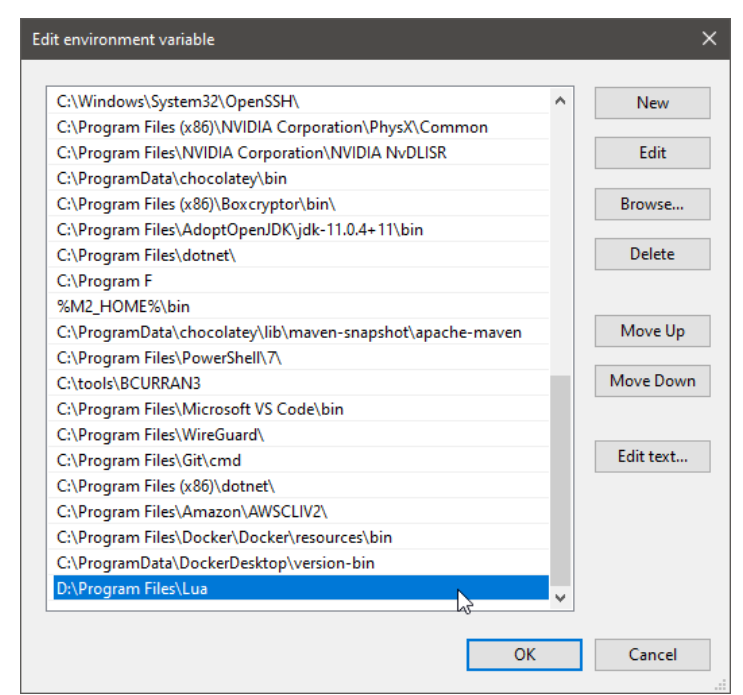 Edit environment variable
C:\Windows\System32\OpenSSH\
C:\Program Files (x86)\NVIDIA Corporation\PhysX\Common
C:\Program Files\NVIDIA Corporation\NVIDIA NvDLISR
C:\ProgramData\chocolatey\bin
C:\Program Files (x86)\Boxcryptor\bin\
C:\Program Files\AdoptOpenJDK\jdk-11.0.4+11\bin
C:\Program Files\dotnet\
C:\Program F
%M2_HOME%\bin
C:\ProgramData\chocolatey\lib\maven-snapshot\apache-maven
C:\Program Files\PowerShell\7\
C:\tools\BCURRAN3
C:\Program Files\Microsoft VS Code\bin
C:\Program Files\WireGuard\
C:\Program Files\Git\cmd
C:\Program Files (x86)\dotnet\
C:\Program Files\Amazon\AWSCLIV2\
C:\Program Files\Docker\Docker\resources\bin
C:\ProgramData\DockerDesktop\version-bin
D:\Program Files\Lua
New
Edit
Browse...
Delete
Move Up
Move Down
Edit text...
OK
Cancel